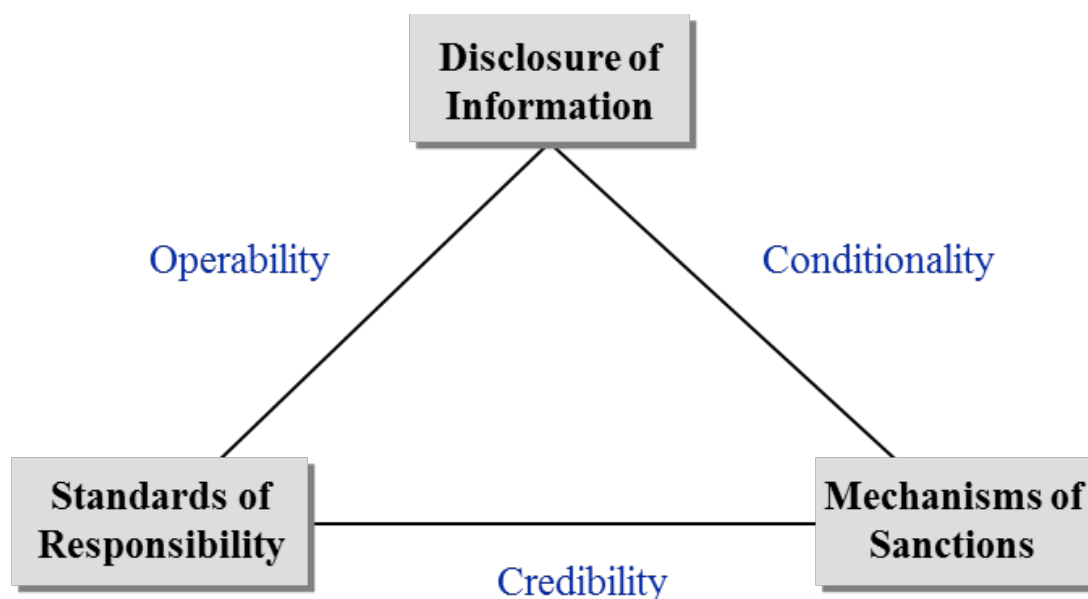 Disclosure of
Information
Operability
Conditionality
Standards of
Responsibility
Mechanisms of
Sanctions
Credibility